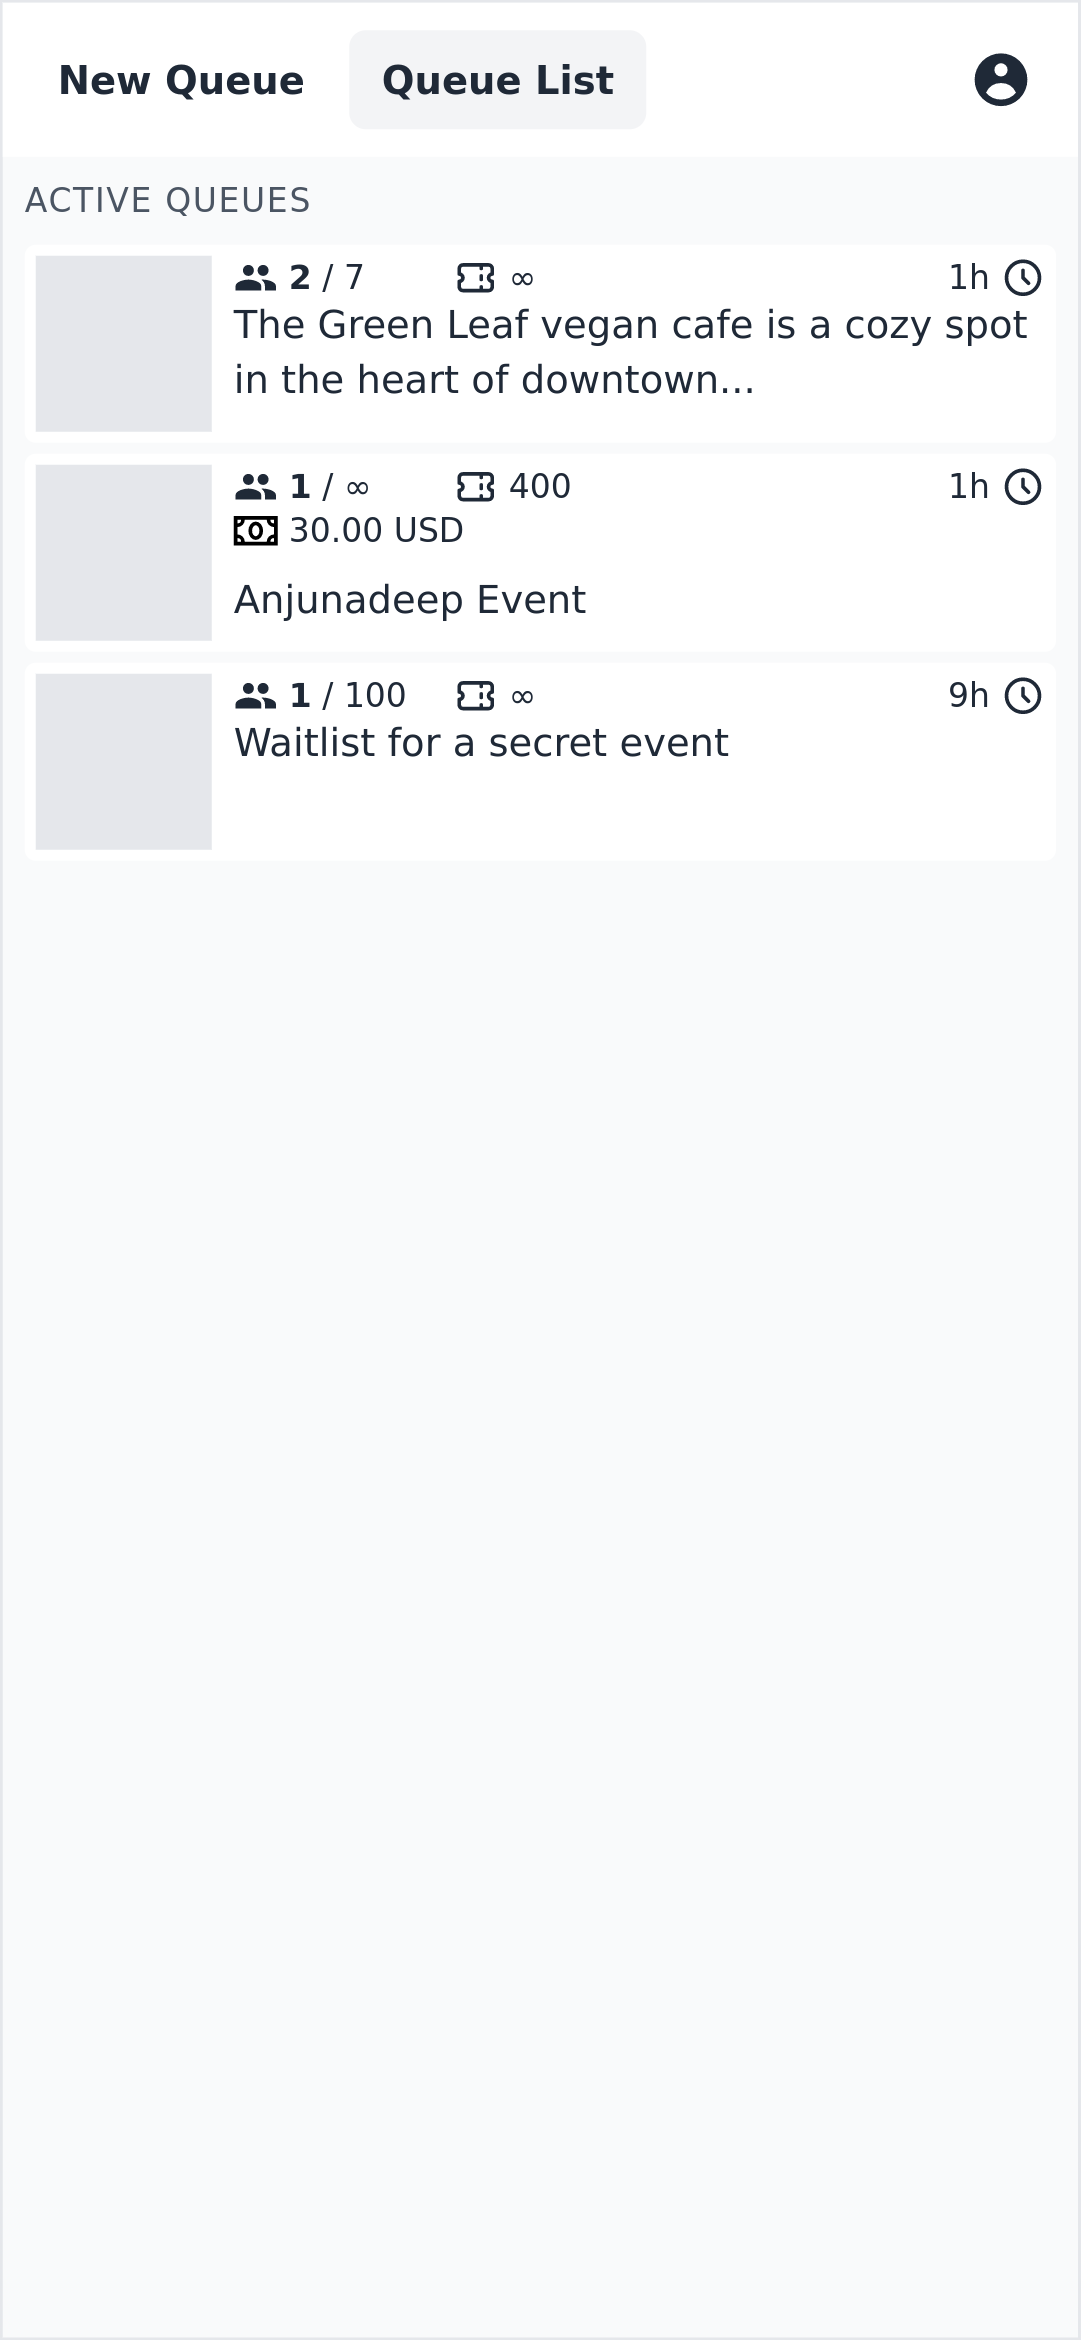 New Queue Queue List
ACTIVE QUEUES
2 / 7 ∞ 1h
The Green Leaf vegan cafe is a cozy spot
in the heart of downtown...
1 / ∞ 400 1h
30.00 USD
Anjunadeep Event
1 / 100 ∞ 9h
Waitlist for a secret event